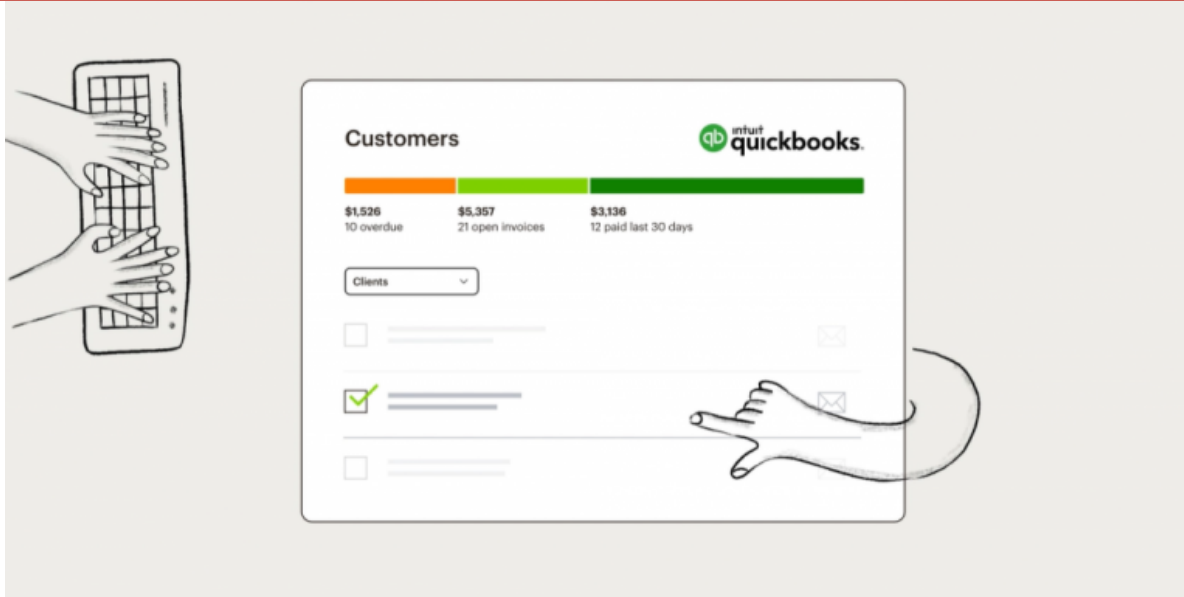 Customers
intuit
quickbooks.
$1,526
10 overdue
$5,357
21 open invoices
$3,136
12 paid last 30 days
Clients